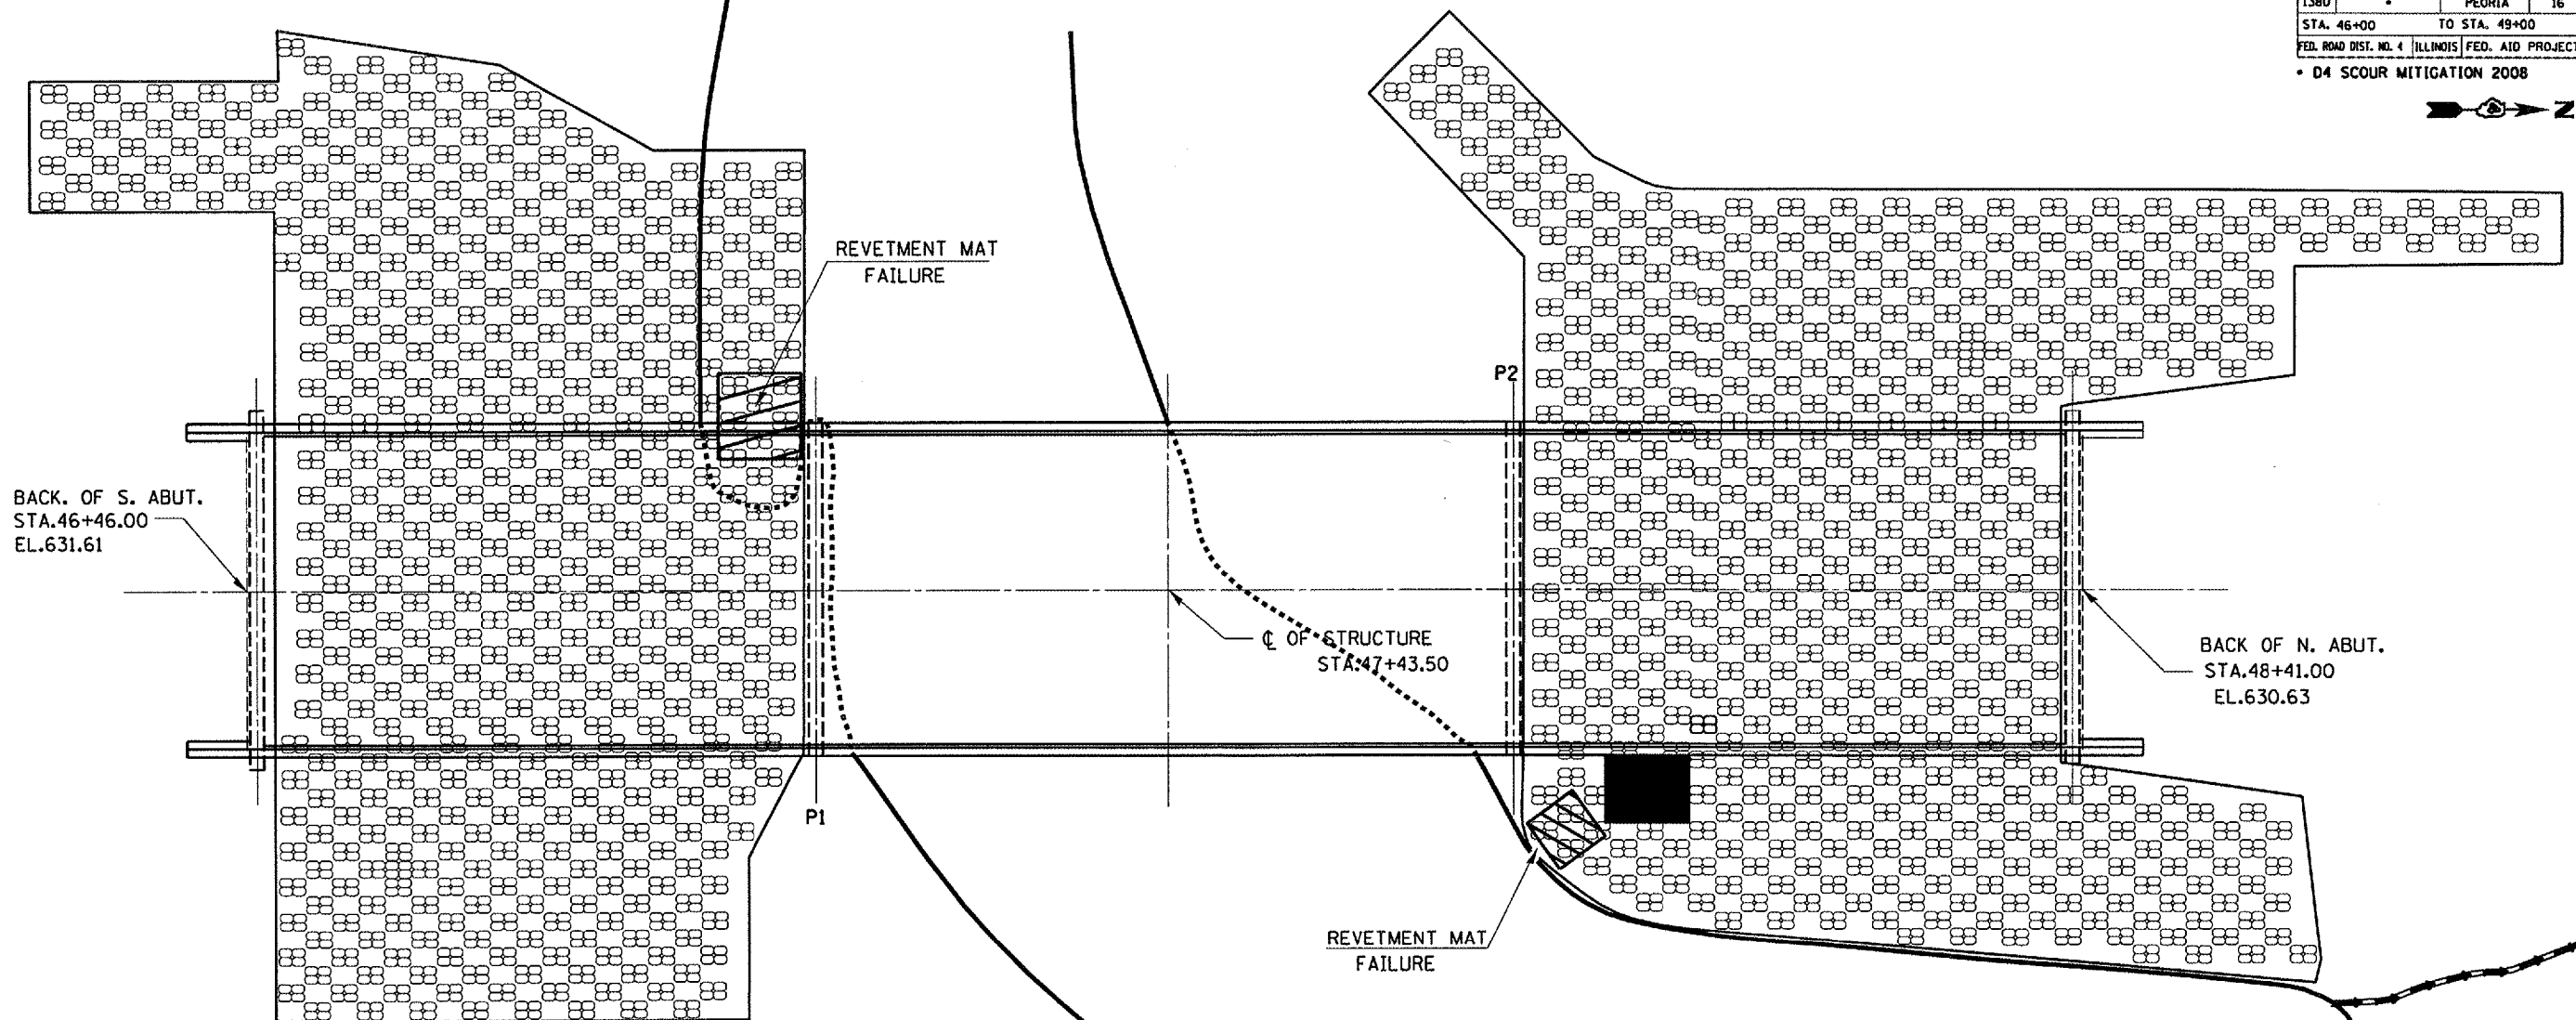 1380 • PEORIA 16
STA. 46+00 TO STA. 49+00
FED. ROAD DIST. NO. 4 ILLINOIS FED. AID PROJECT
• D4 SCOUR MITIGATION 2008
N
REVETMENT MAT
FAILURE
P2
BACK. OF S. ABUT.
STA.46+46.00
EL.631.61
℄ OF STRUCTURE
STA.47+43.50
BACK OF N. ABUT.
STA.48+41.00
EL.630.63
P1
REVETMENT MAT
FAILURE